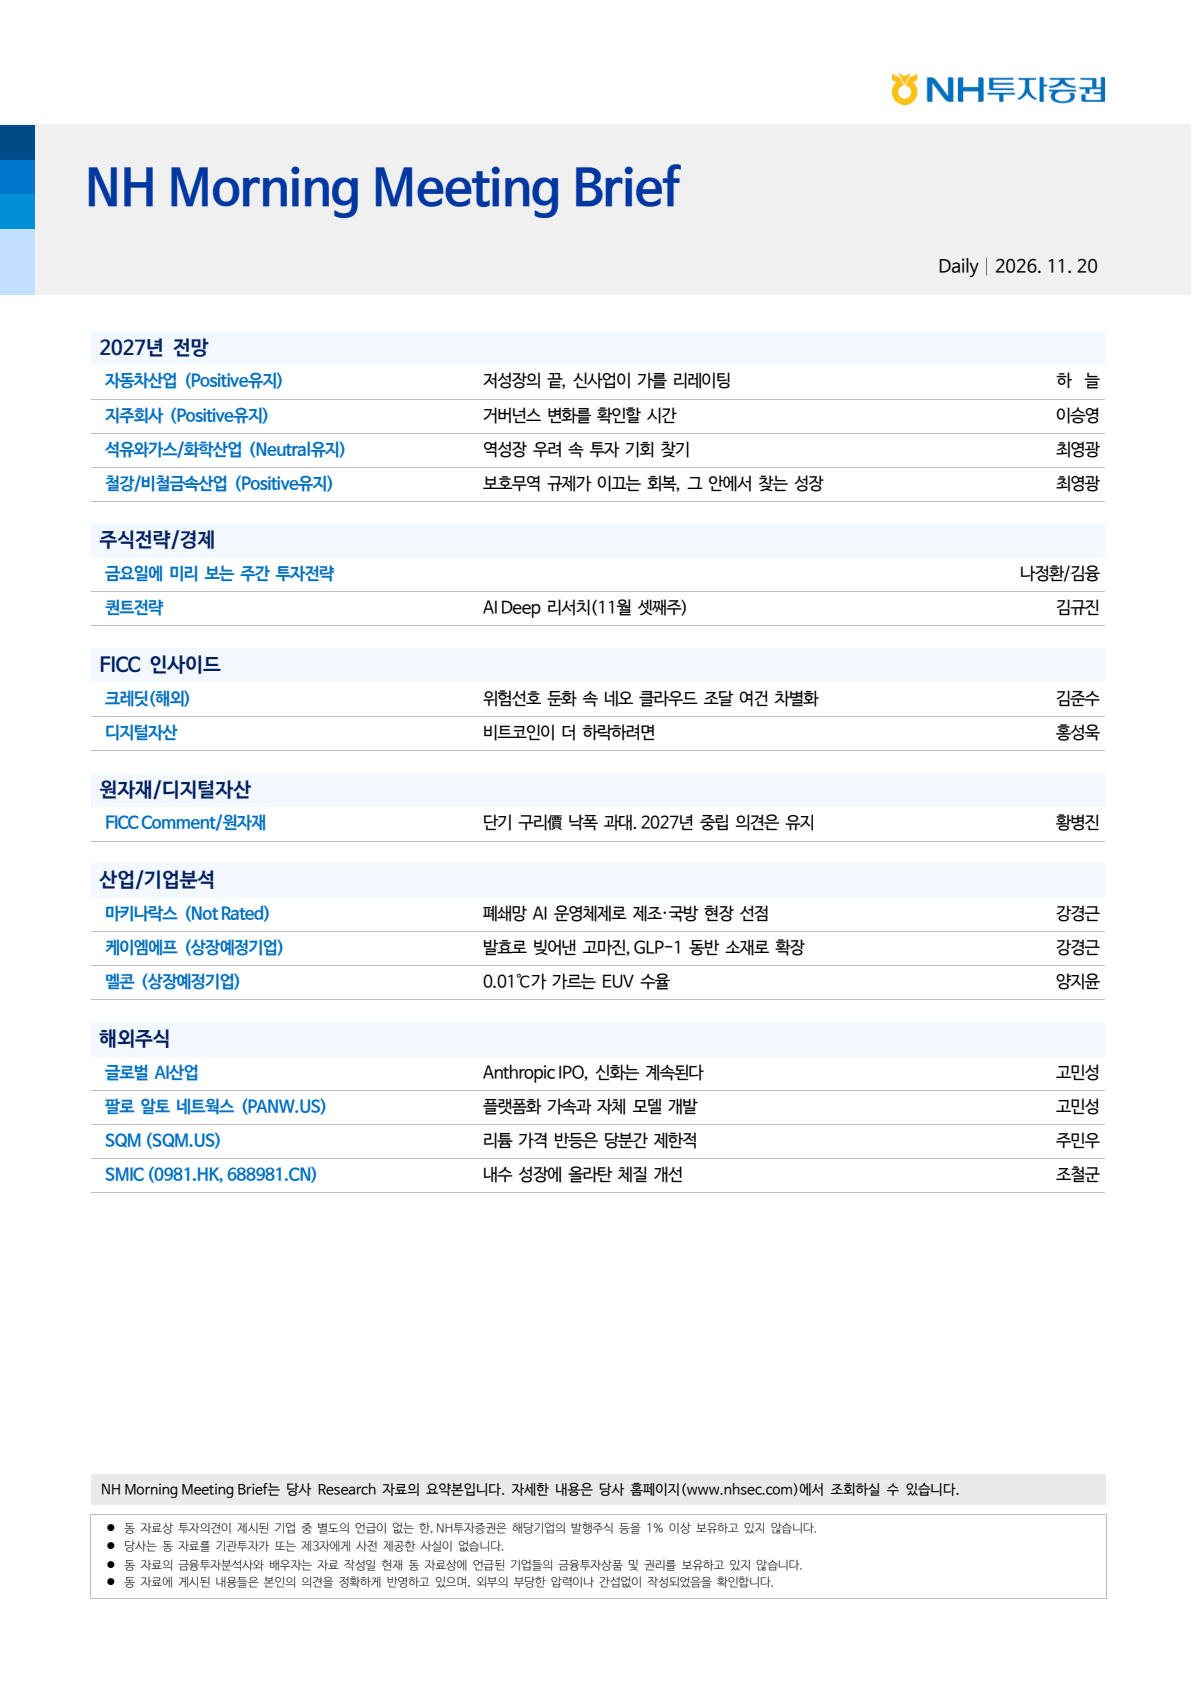 NH투자증권
NH Morning Meeting Brief
Daily | 2026. 11. 20
2027년 전망
자동차산업 (Positive유지) 저성장의 끝, 신사업이 가를 리레이팅 하 늘
지주회사 (Positive유지) 거버넌스 변화를 확인할 시간 이승영
석유와가스/화학산업 (Neutral유지) 역성장 우려 속 투자 기회 찾기 최영광
철강/비철금속산업 (Positive유지) 보호무역 규제가 이끄는 회복, 그 안에서 찾는 성장 최영광
주식전략/경제
금요일에 미리 보는 주간 투자전략 나정환/김융
퀀트전략 AI Deep 리서치(11월 셋째주) 김규진
FICC 인사이드
크레딧(해외) 위험선호 둔화 속 네오 클라우드 조달 여건 차별화 김준수
디지털자산 비트코인이 더 하락하려면 홍성욱
원자재/디지털자산
FICC Comment/원자재 단기 구리價 낙폭 과대. 2027년 중립 의견은 유지 황병진
산업/기업분석
마키나락스 (Not Rated) 폐쇄망 AI 운영체제로 제조·국방 현장 선점 강경근
케이엠에프 (상장예정기업) 발효로 빚어낸 고마진, GLP-1 동반 소재로 확장 강경근
멜콘 (상장예정기업) 0.01℃가 가르는 EUV 수율 양지윤
해외주식
글로벌 AI산업 Anthropic IPO, 신화는 계속된다 고민성
팔로 알토 네트웍스 (PANW.US) 플랫폼화 가속과 자체 모델 개발 고민성
SQM (SQM.US) 리튬 가격 반등은 당분간 제한적 주민우
SMIC (0981.HK, 688981.CN) 내수 성장에 올라탄 체질 개선 조철군
NH Morning Meeting Brief는 당사 Research 자료의 요약본입니다. 자세한 내용은 당사 홈페이지(www.nhsec.com)에서 조회하실 수 있습니다.
● 동 자료상 투자의견이 제시된 기업 중 별도의 언급이 없는 한, NH투자증권은 해당기업의 발행주식 등을 1% 이상 보유하고 있지 않습니다.
● 당사는 동 자료를 기관투자가 또는 제3자에게 사전 제공한 사실이 없습니다.
● 동 자료의 금융투자분석사와 배우자는 자료 작성일 현재 동 자료상에 언급된 기업들의 금융투자상품 및 권리를 보유하고 있지 않습니다.
● 동 자료에 게시된 내용들은 본인의 의견을 정확하게 반영하고 있으며, 외부의 부당한 압력이나 간섭없이 작성되었음을 확인합니다.